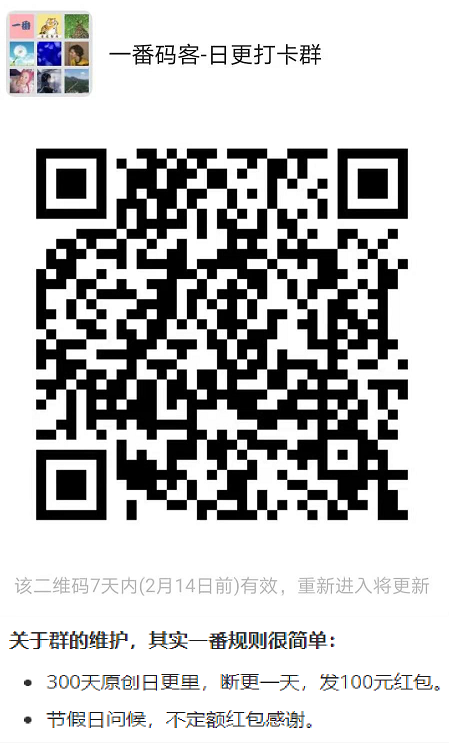 一番
一番码客-日更打卡群
该二维码7天内(2月14日前)有效，重新进入将更新
关于群的维护，其实一番规则很简单：
• 300天原创日更里，断更一天，发100元红包。
• 节假日问候，不定额红包感谢。